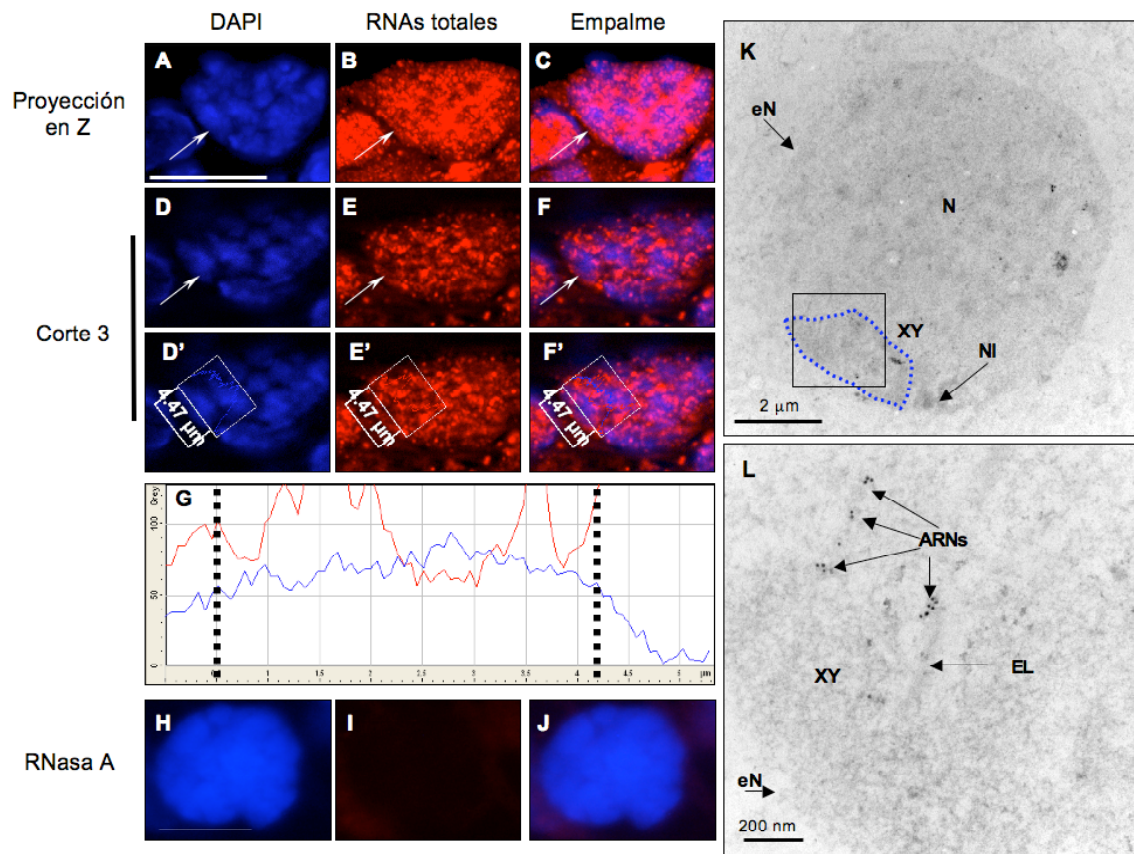 DAPI
RNAs totales
Empalme
Proyección
en Z
A
B
C
D
E
F
Corte 3
D'
E'
F'
4.47 µm
4.47 µm
4.47 µm
G
Grey
100
50
0
1
1.5
2
2.5
3
3.5
4.5
5
µm
RNasa A
H
I
J
K
eN
N
XY
NI
2 µm
L
ARNs
XY
EL
eN
200 nm